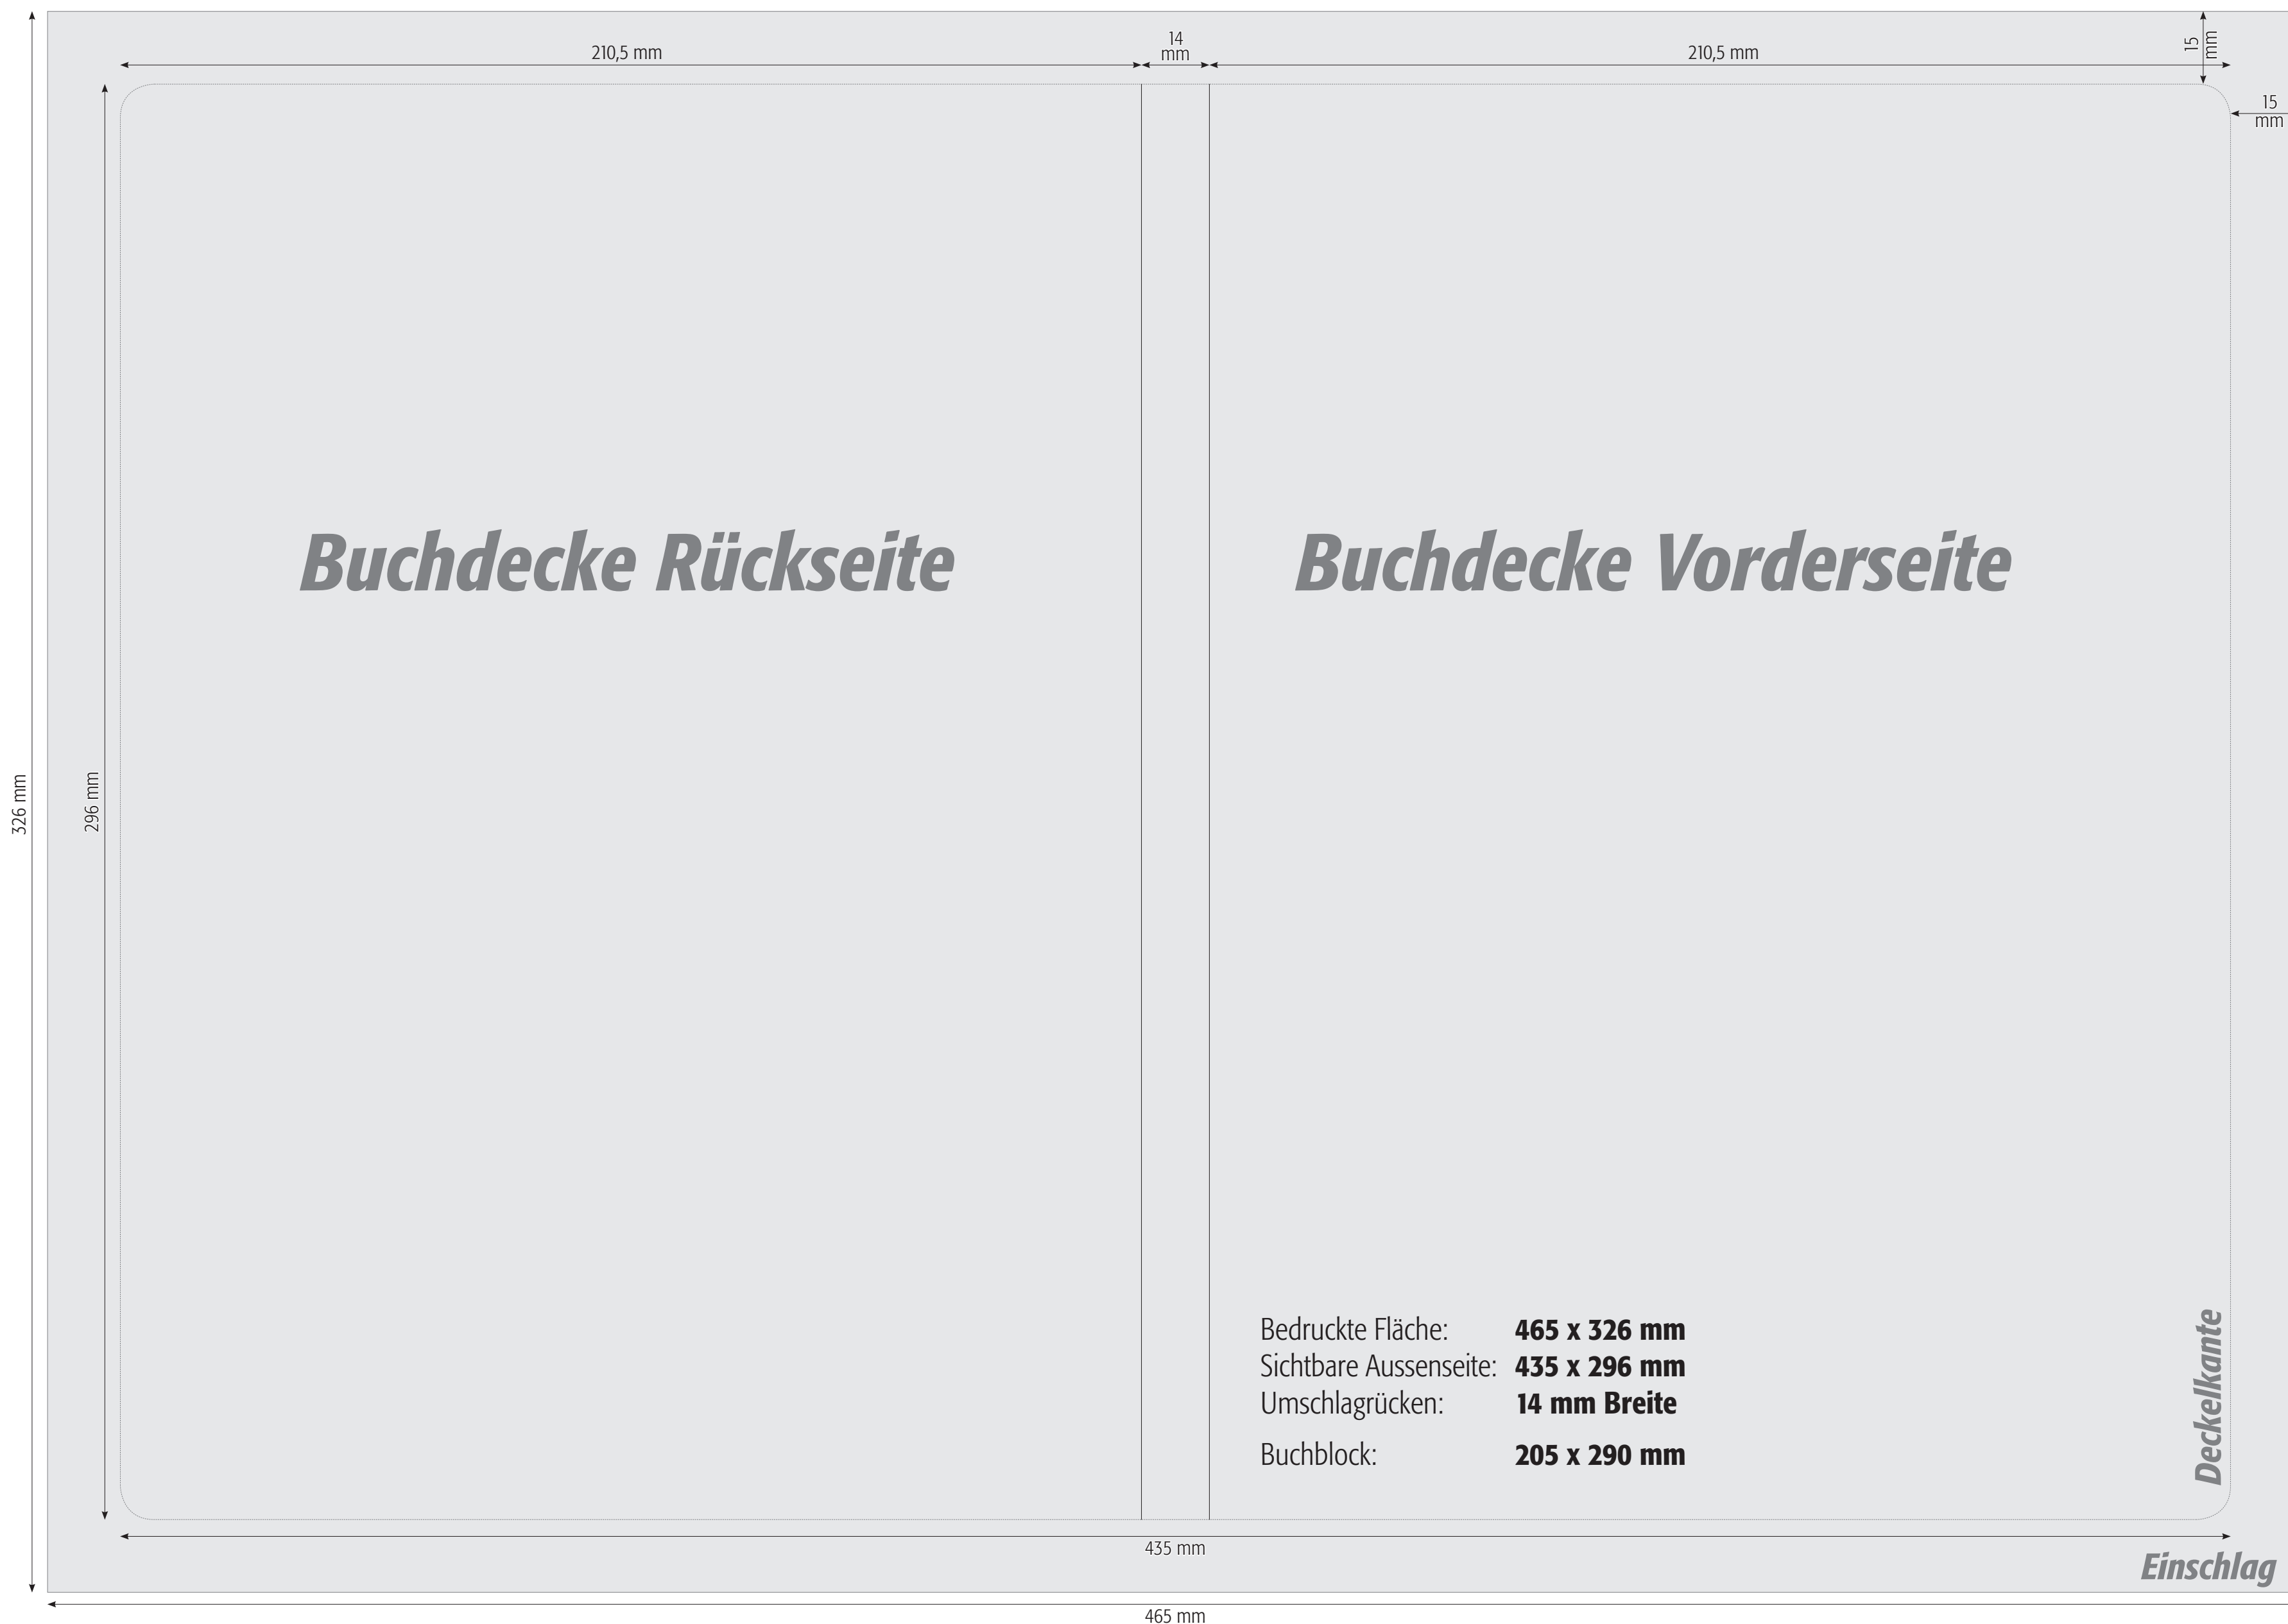 210,5 mm
14
mm
210,5 mm
15
mm
15
mm
326 mm
296 mm
Buchdecke Rückseite
Buchdecke Vorderseite
Bedruckte Fläche: 465 x 326 mm
Sichtbare Aussenseite: 435 x 296 mm
Umschlagrücken: 14 mm Breite
Buchblock: 205 x 290 mm
Deckelkante
435 mm
Einschlag
465 mm